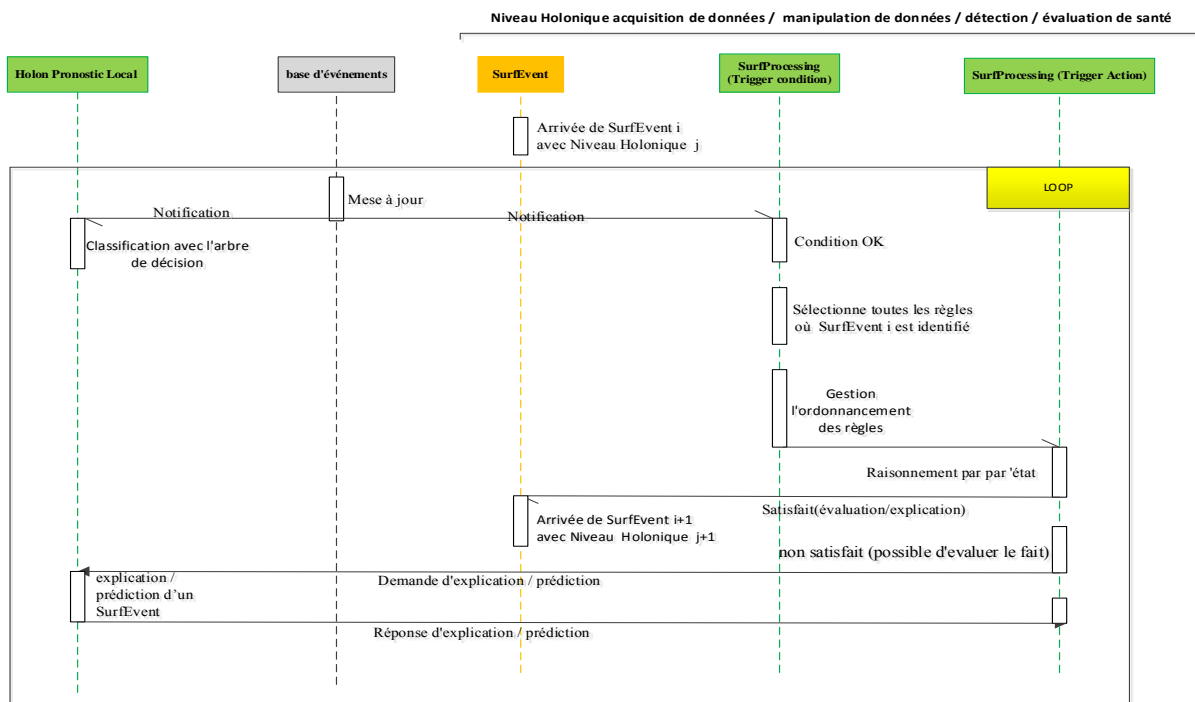 Niveau Holonique acquisition de données / manipulation de données / détection / évaluation de santé
Holon Pronostic Local
base d'événements
SurfEvent
SurfProcessing
(Trigger condition)
SurfProcessing (Trigger Action)
Arrivée de SurfEvent i
avec Niveau Holonique j
LOOP
Mese à jour
Notification
Notification
Classification avec l'arbre
de décision
Condition OK
Sélectionne toutes les règles
où SurfEvent i est identifié
Gestion
l'ordonnancement
des règles
Raisonnement par par 'état
Satisfait(évaluation/explication)
Arrivée de SurfEvent i+1
avec Niveau Holonique j+1
non satisfait (possible d'evaluer le fait)
explication /
prédiction d'un
SurfEvent
Demande d'explication / prédiction
Réponse d'explication / prédiction